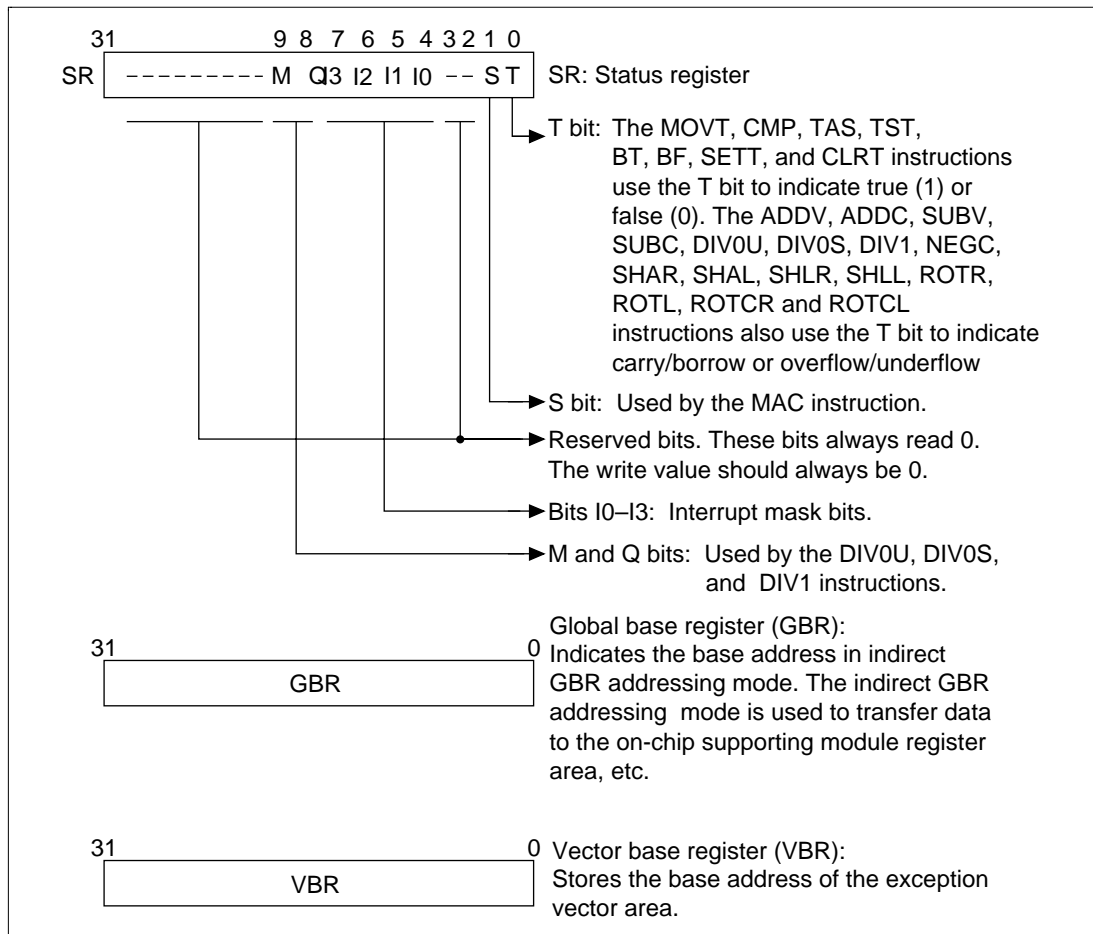 31 9 8 7 6 5 4 3 2 1 0
SR --------- M Q I3 I2 I1 I0 -- S T SR: Status register
T bit: The MOVT, CMP, TAS, TST,
BT, BF, SETT, and CLRT instructions
use the T bit to indicate true (1) or
false (0). The ADDV, ADDC, SUBV,
SUBC, DIV0U, DIV0S, DIV1, NEGC,
SHAR, SHAL, SHLR, SHLL, ROTR,
ROTL, ROTCR and ROTCL
instructions also use the T bit to indicate
carry/borrow or overflow/underflow
S bit: Used by the MAC instruction.
Reserved bits. These bits always read 0.
The write value should always be 0.
Bits I0–I3: Interrupt mask bits.
M and Q bits: Used by the DIV0U, DIV0S,
and DIV1 instructions.
31 0
GBR
Global base register (GBR):
Indicates the base address in indirect
GBR addressing mode. The indirect GBR
addressing mode is used to transfer data
to the on-chip supporting module register
area, etc.
31 0
VBR
Vector base register (VBR):
Stores the base address of the exception
vector area.